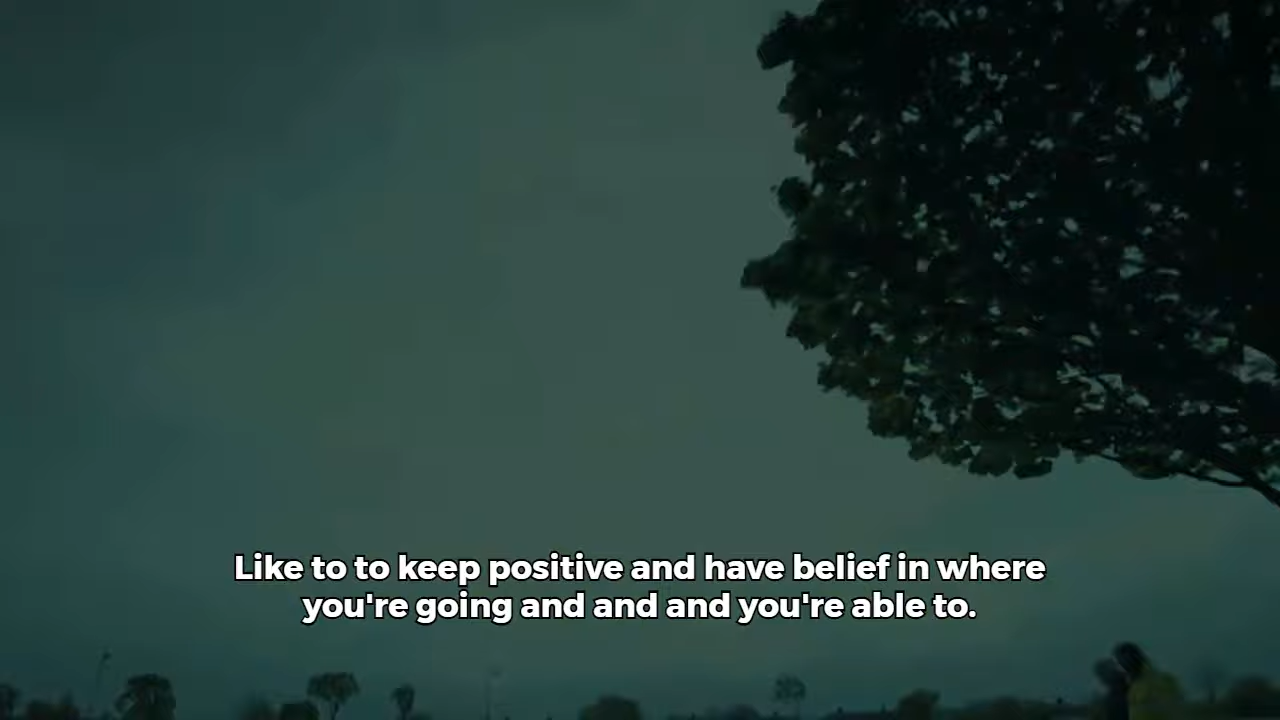 Like to to keep positive and have belief in where
you're going and and and you're able to.